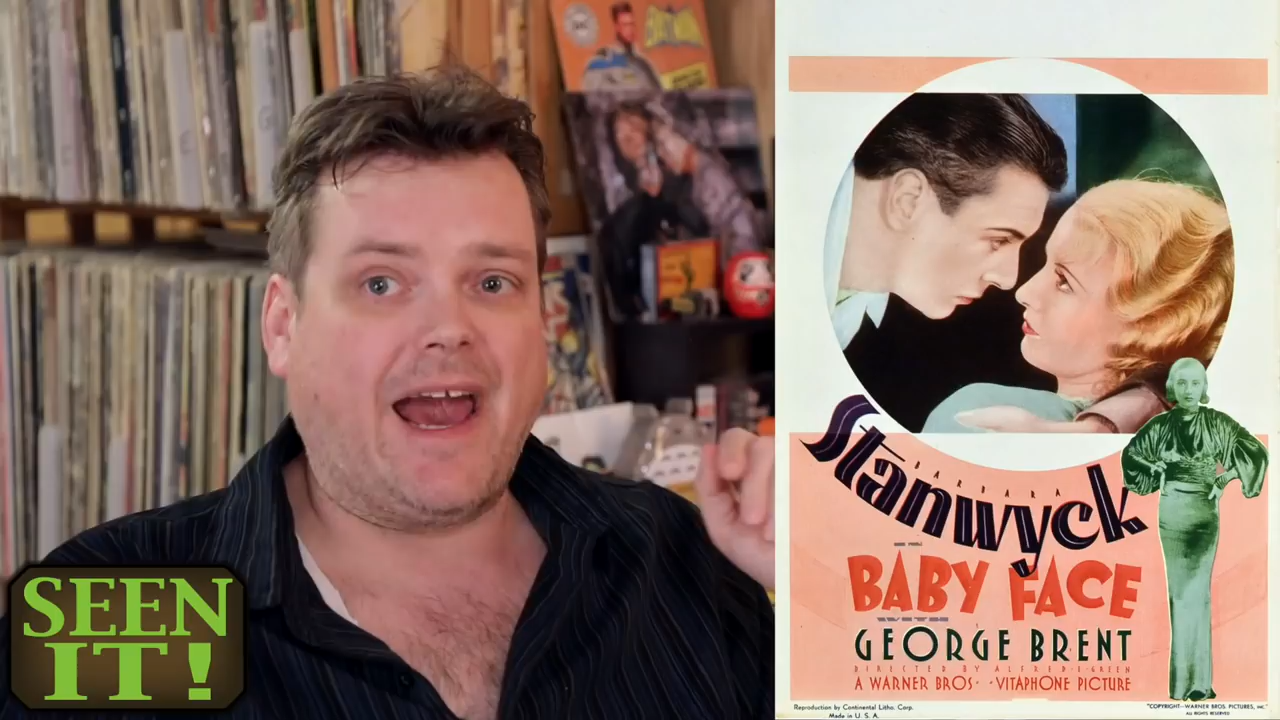 BATMAN
SEEN
IT!
BARBARA
Stanwyck
BABY FACE
WITH
GEORGE BRENT
DIRECTED BY ALFRED E. GREEN
A WARNER BROS. - VITAPHONE PICTURE
Reproduction by Continental Litho. Corp.
Made in U. S. A.
"COPYRIGHT—WARNER BROS. PICTURES, INC."
ALL RIGHTS RESERVED